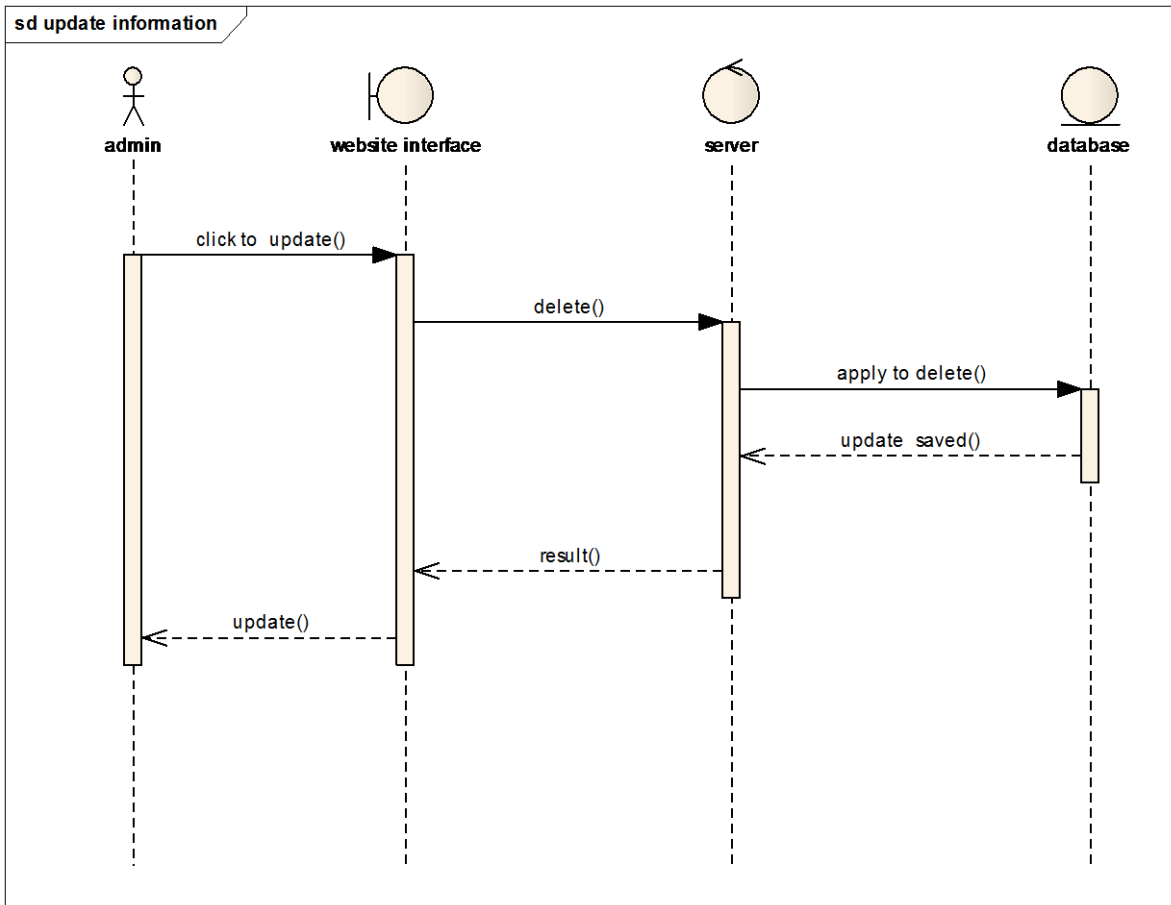 sd update information
admin
website interface
server
database
click to update()
delete()
apply to delete()
update saved()
result()
update()